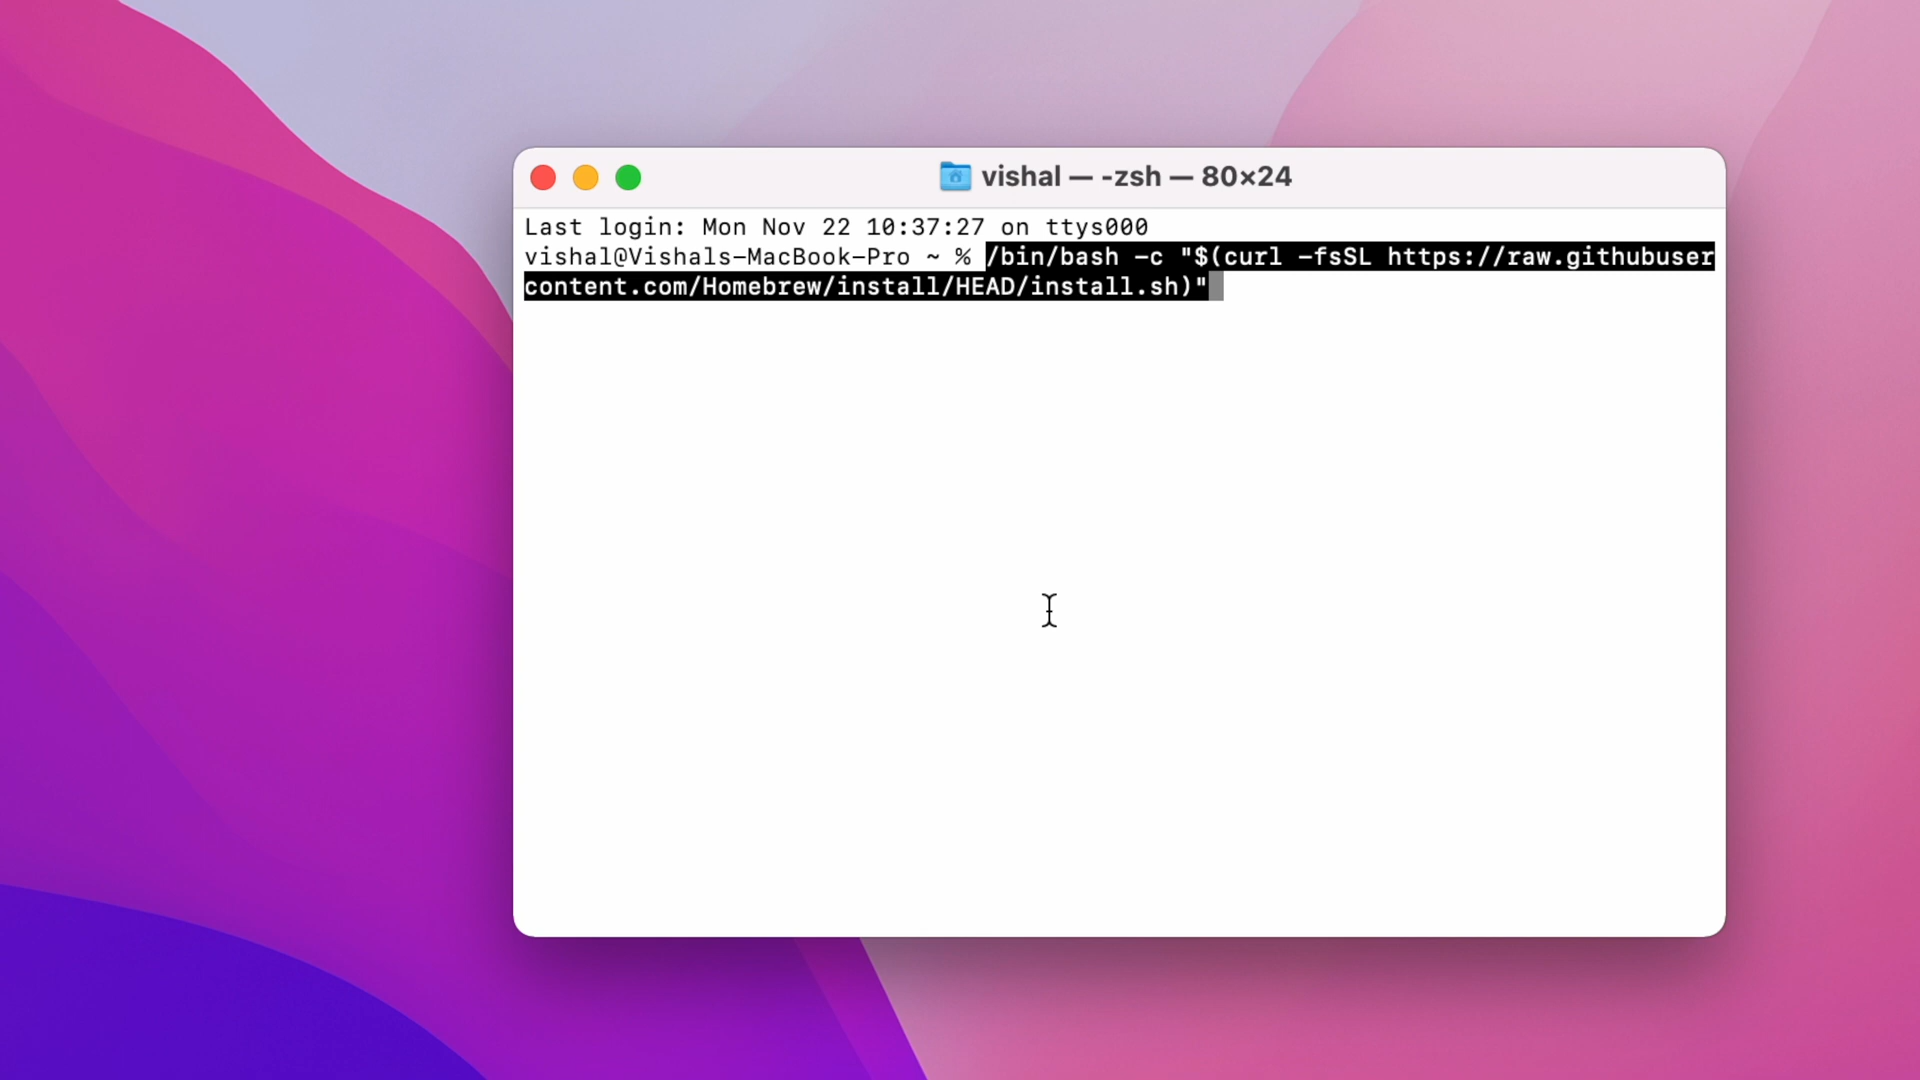 vishal — -zsh — 80×24
Last login: Mon Nov 22 10:37:27 on ttys000
vishal@Vishals-MacBook-Pro ~ % /bin/bash -c "$(curl -fsSL https://raw.githubuser
content.com/Homebrew/install/HEAD/install.sh)"